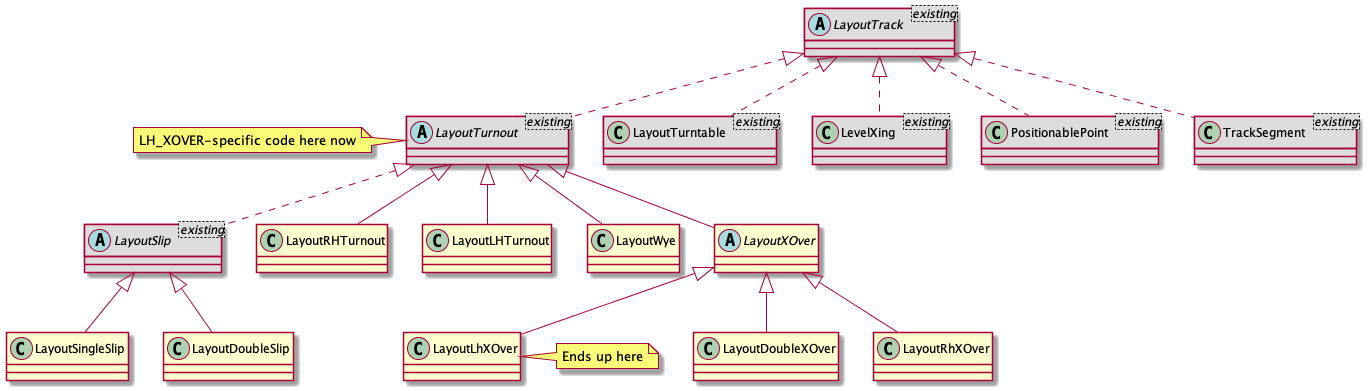 A LayoutTrack existing
LH_XOVER-specific code here now
A LayoutTurnout existing
C LayoutTurntable existing
C LevelXing existing
C PositionablePoint existing
C TrackSegment existing
A LayoutSlip existing
C LayoutRHTurnout
C LayoutLHTurnout
C LayoutWye
A LayoutXOver
C LayoutSingleSlip
C LayoutDoubleSlip
C LayoutLhXOver
Ends up here
C LayoutDoubleXOver
C LayoutRhXOver